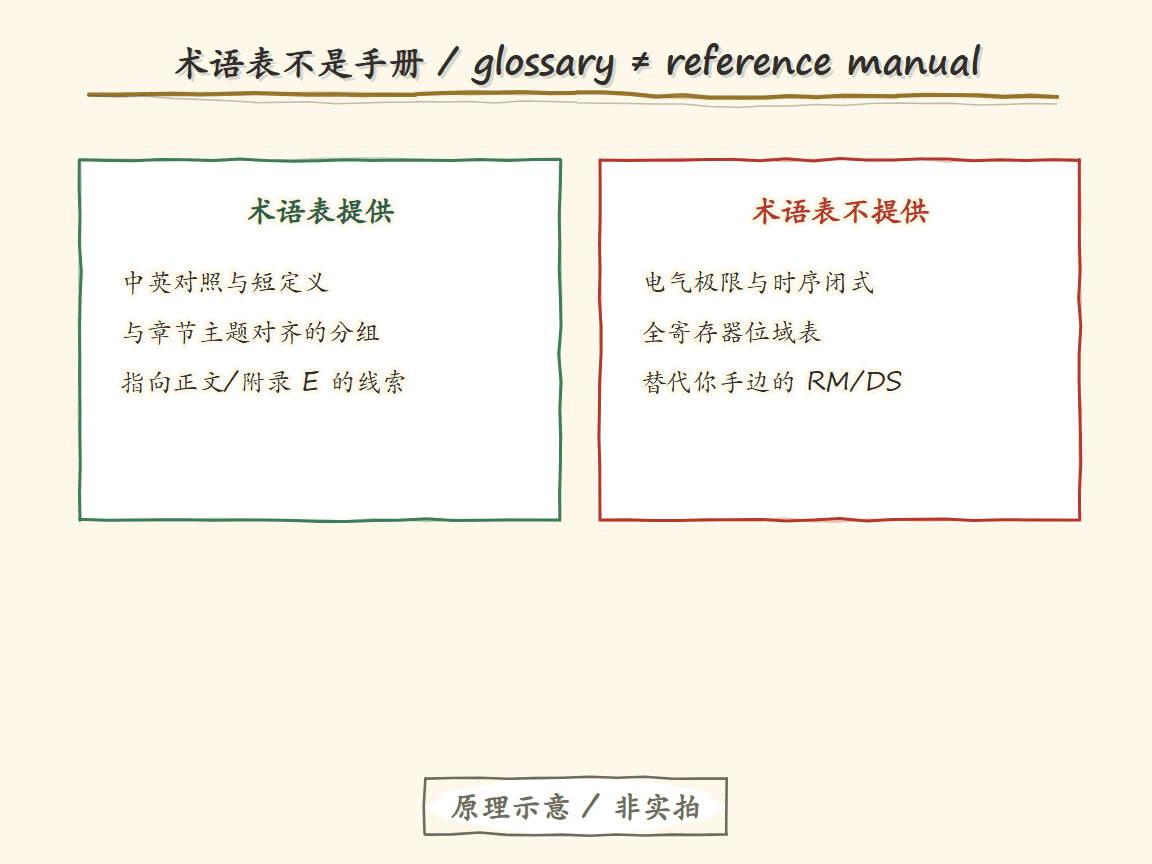 术语表不是手册 / glossary ≠ reference manual
术语表提供
中英对照与短定义
与章节主题对齐的分组
指向正文/附录 E 的线索
术语表不提供
电气极限与时序闭式
全寄存器位域表
替代你手边的 RM/DS
原理示意 / 非实拍